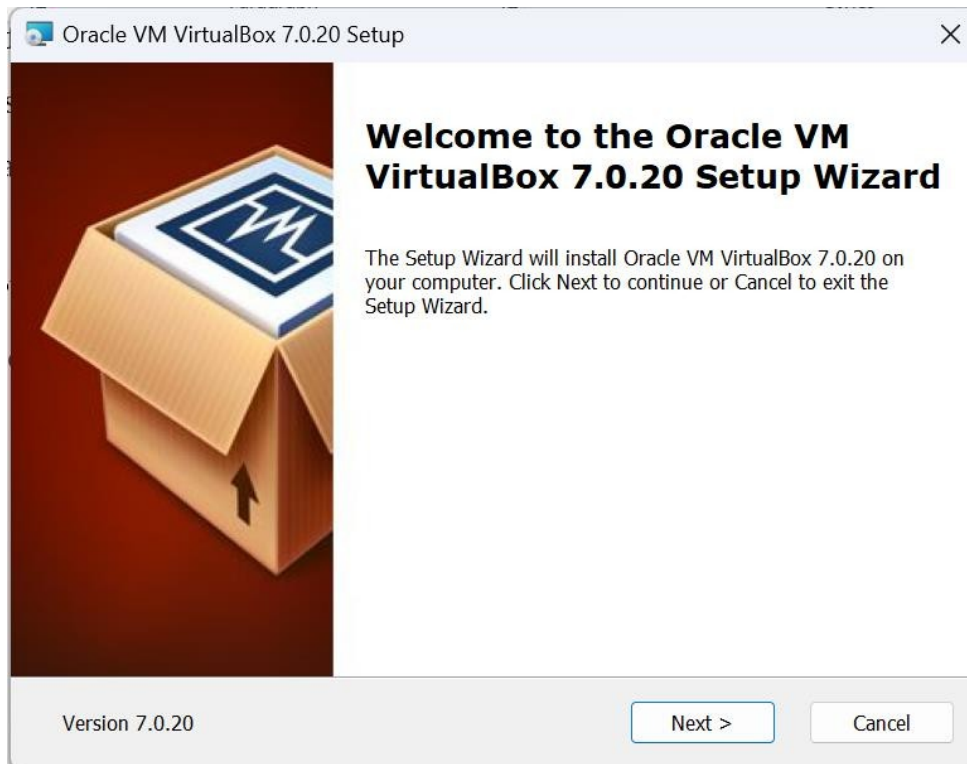 Oracle VM VirtualBox 7.0.20 Setup
Welcome to the Oracle VM
VirtualBox 7.0.20 Setup Wizard
The Setup Wizard will install Oracle VM VirtualBox 7.0.20 on
your computer. Click Next to continue or Cancel to exit the
Setup Wizard.
Version 7.0.20
Next >
Cancel